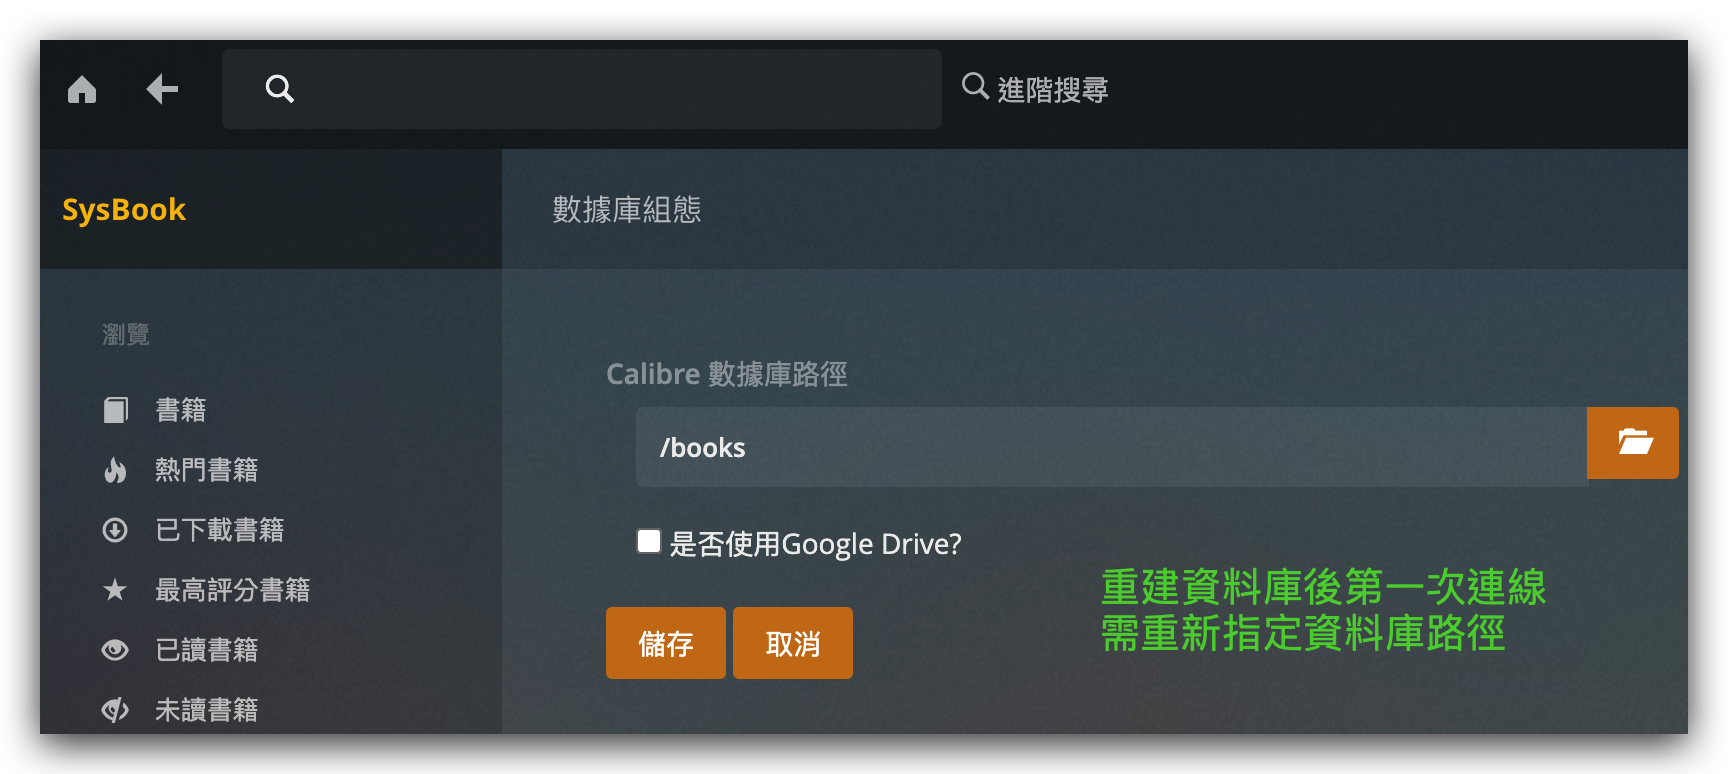 進階搜尋
SysBook
數據庫組態
瀏覽
書籍
熱門書籍
已下載書籍
最高評分書籍
已讀書籍
未讀書籍
Calibre 數據庫路徑
/books
是否使用Google Drive?
儲存
取消
重建資料庫後第一次連線
需重新指定資料庫路徑